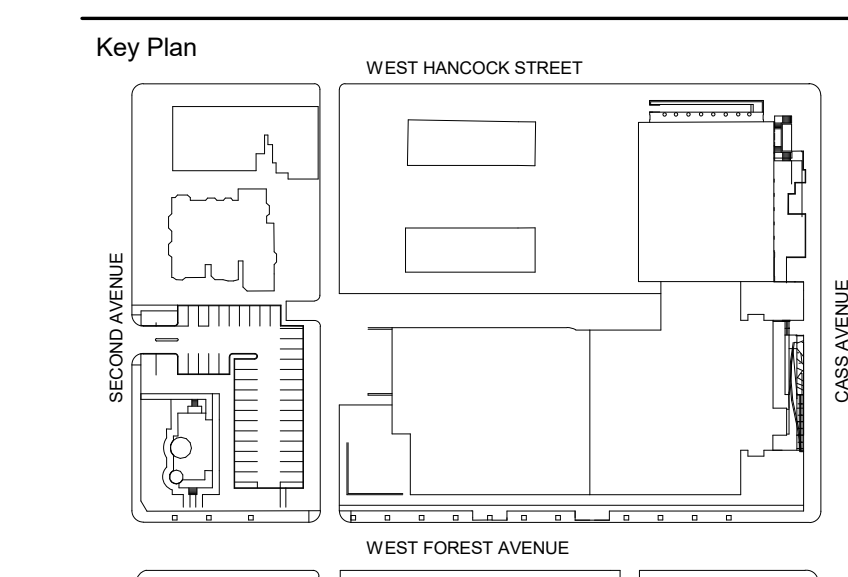 Key Plan
WEST HANCOCK STREET
SECOND AVENUE
CASS AVENUE
WEST FOREST AVENUE